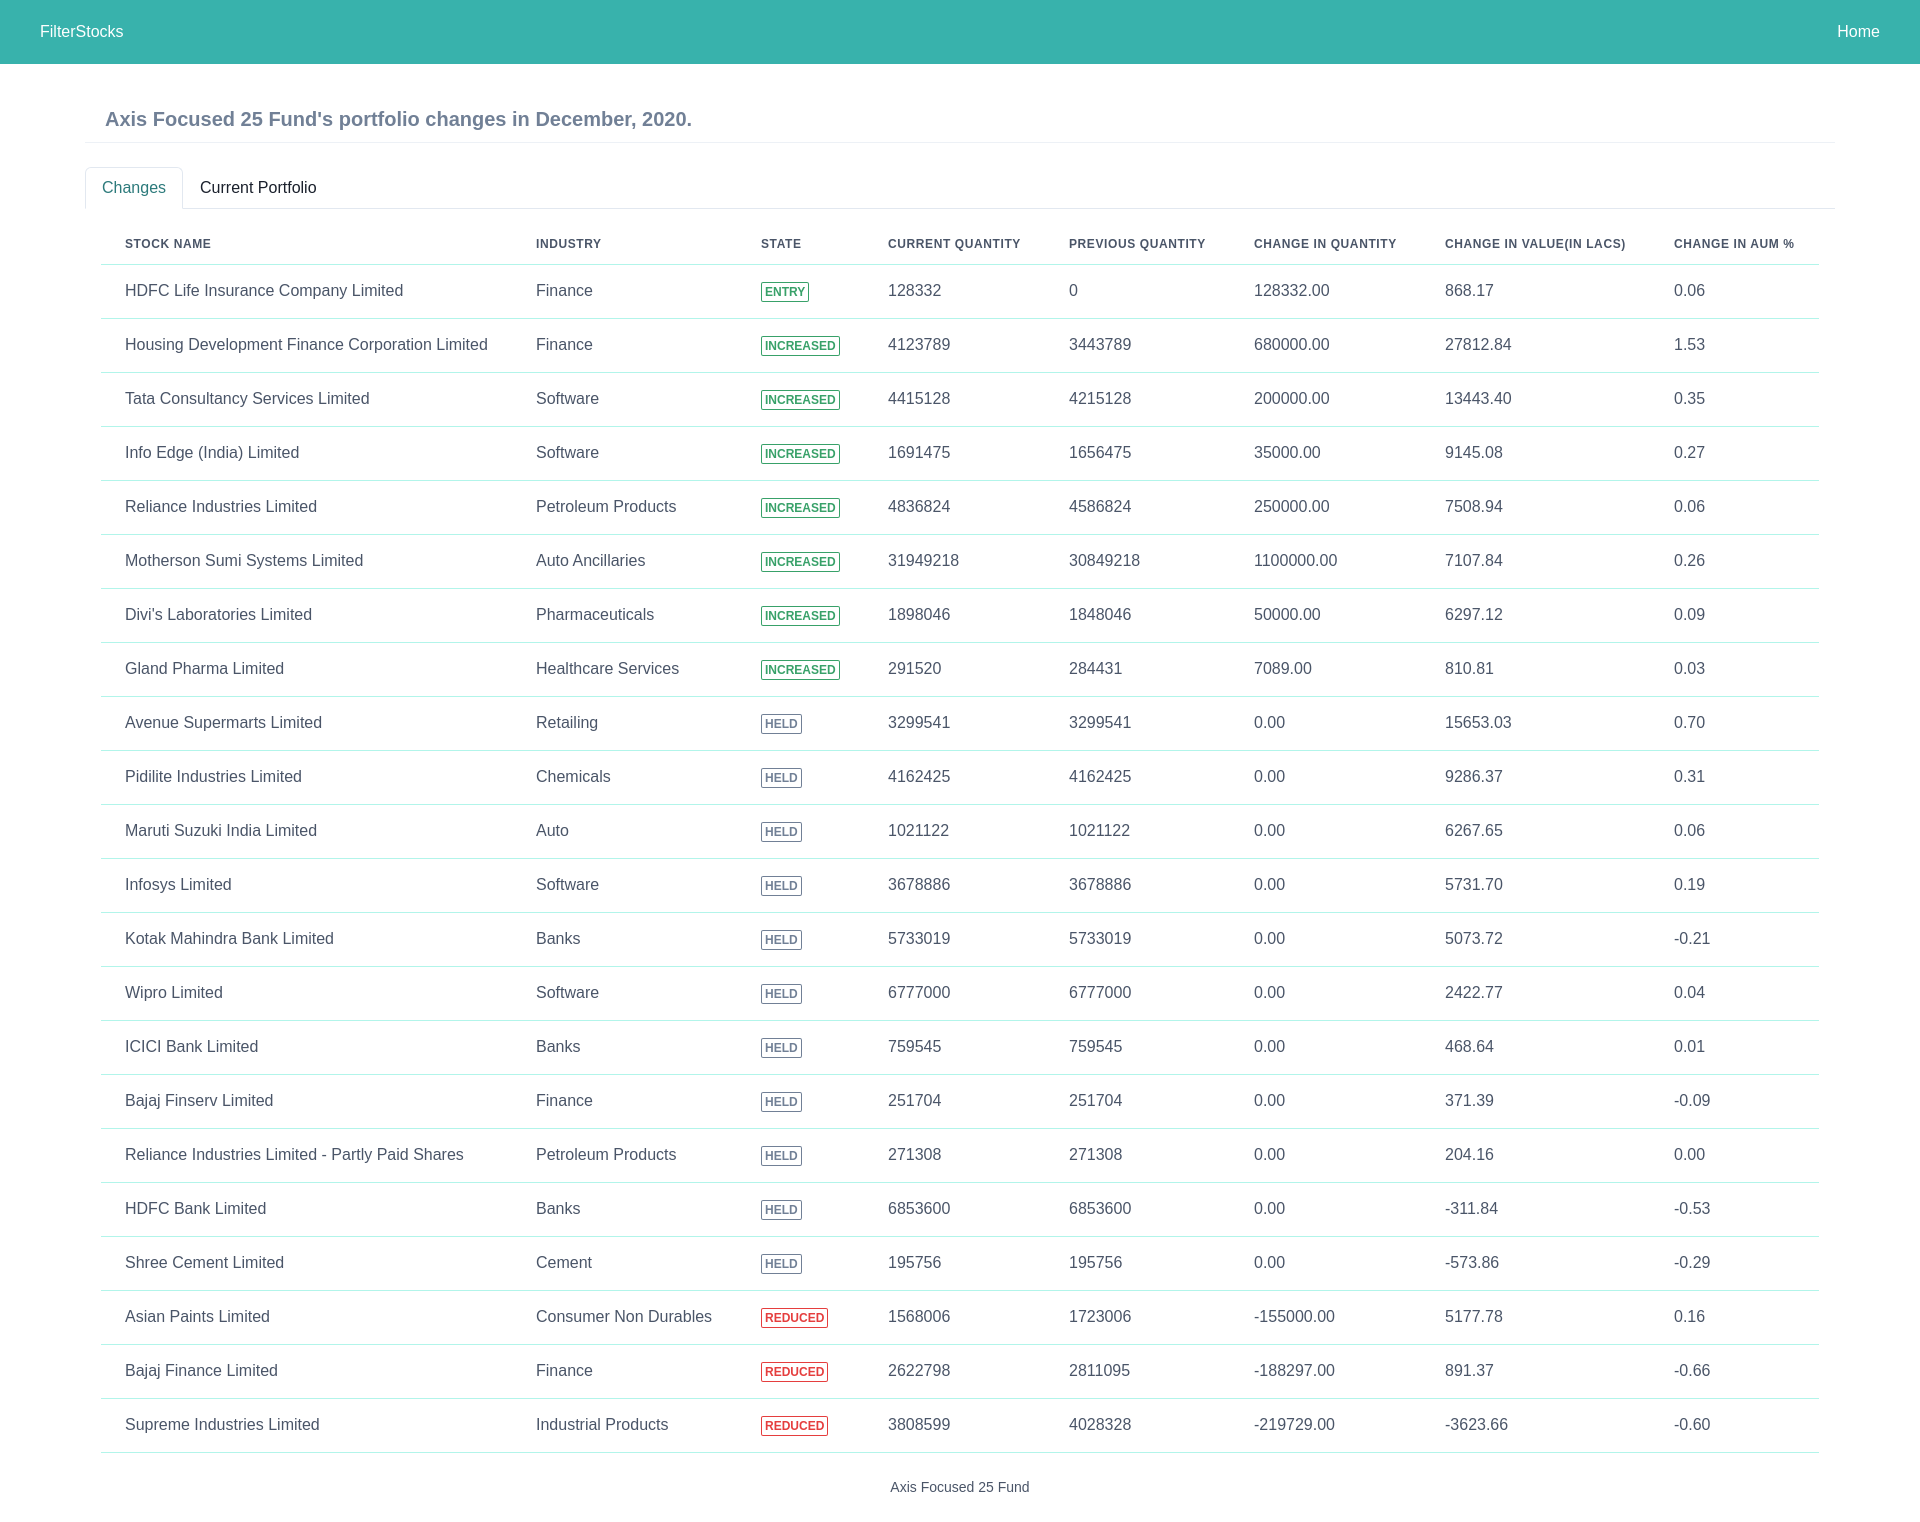 FilterStocks Home
Axis Focused 25 Fund's portfolio changes in December, 2020.
Changes Current Portfolio
STOCK NAME INDUSTRY STATE CURRENT QUANTITY PREVIOUS QUANTITY CHANGE IN QUANTITY CHANGE IN VALUE(IN LACS) CHANGE IN AUM %
HDFC Life Insurance Company Limited Finance ENTRY 128332 0 128332.00 868.17 0.06
Housing Development Finance Corporation Limited Finance INCREASED 4123789 3443789 680000.00 27812.84 1.53
Tata Consultancy Services Limited Software INCREASED 4415128 4215128 200000.00 13443.40 0.35
Info Edge (India) Limited Software INCREASED 1691475 1656475 35000.00 9145.08 0.27
Reliance Industries Limited Petroleum Products INCREASED 4836824 4586824 250000.00 7508.94 0.06
Motherson Sumi Systems Limited Auto Ancillaries INCREASED 31949218 30849218 1100000.00 7107.84 0.26
Divi's Laboratories Limited Pharmaceuticals INCREASED 1898046 1848046 50000.00 6297.12 0.09
Gland Pharma Limited Healthcare Services INCREASED 291520 284431 7089.00 810.81 0.03
Avenue Supermarts Limited Retailing HELD 3299541 3299541 0.00 15653.03 0.70
Pidilite Industries Limited Chemicals HELD 4162425 4162425 0.00 9286.37 0.31
Maruti Suzuki India Limited Auto HELD 1021122 1021122 0.00 6267.65 0.06
Infosys Limited Software HELD 3678886 3678886 0.00 5731.70 0.19
Kotak Mahindra Bank Limited Banks HELD 5733019 5733019 0.00 5073.72 -0.21
Wipro Limited Software HELD 6777000 6777000 0.00 2422.77 0.04
ICICI Bank Limited Banks HELD 759545 759545 0.00 468.64 0.01
Bajaj Finserv Limited Finance HELD 251704 251704 0.00 371.39 -0.09
Reliance Industries Limited - Partly Paid Shares Petroleum Products HELD 271308 271308 0.00 204.16 0.00
HDFC Bank Limited Banks HELD 6853600 6853600 0.00 -311.84 -0.53
Shree Cement Limited Cement HELD 195756 195756 0.00 -573.86 -0.29
Asian Paints Limited Consumer Non Durables REDUCED 1568006 1723006 -155000.00 5177.78 0.16
Bajaj Finance Limited Finance REDUCED 2622798 2811095 -188297.00 891.37 -0.66
Supreme Industries Limited Industrial Products REDUCED 3808599 4028328 -219729.00 -3623.66 -0.60
Axis Focused 25 Fund